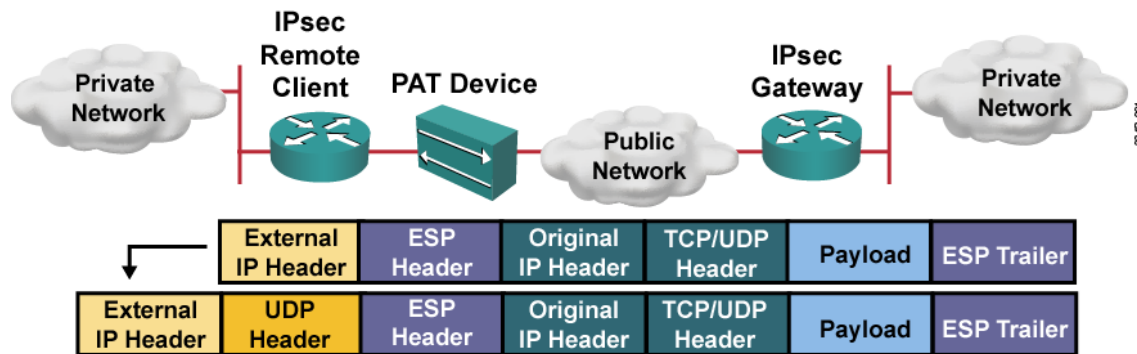 IPsec
Remote
Client
Private
Network
PAT Device
IPsec
Gateway
Private
Network
Public
Network
External
IP Header
ESP
Header
Original
IP Header
TCP/UDP
Header
Payload
ESP Trailer
External
IP Header
UDP
Header
ESP
Header
Original
IP Header
TCP/UDP
Header
Payload
ESP Trailer